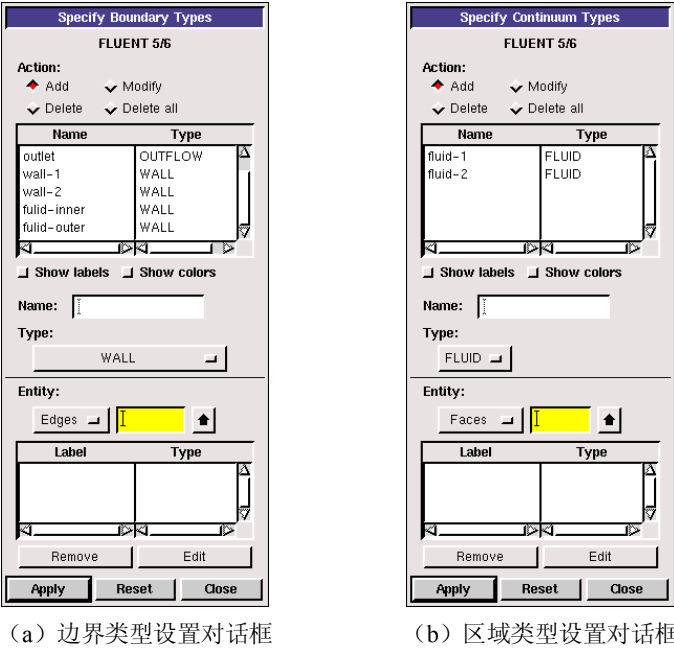 Specify Boundary Types
FLUENT 5/6
Action:
Add Modify
Delete Delete all
Name Type
outlet OUTFLOW
wall-1 WALL
wall-2 WALL
fulid-inner WALL
fulid-outer WALL
Show labels Show colors
Name:
Type:
WALL
Entity:
Edges
Label Type
Remove Edit
Apply Reset Close
(a)边界类型设置对话框
Specify Continuum Types
FLUENT 5/6
Action:
Add Modify
Delete Delete all
Name Type
fluid-1 FLUID
fluid-2 FLUID
Show labels Show colors
Name:
Type:
FLUID
Entity:
Faces
Label Type
Remove Edit
Apply Reset Close
(b)区域类型设置对话框